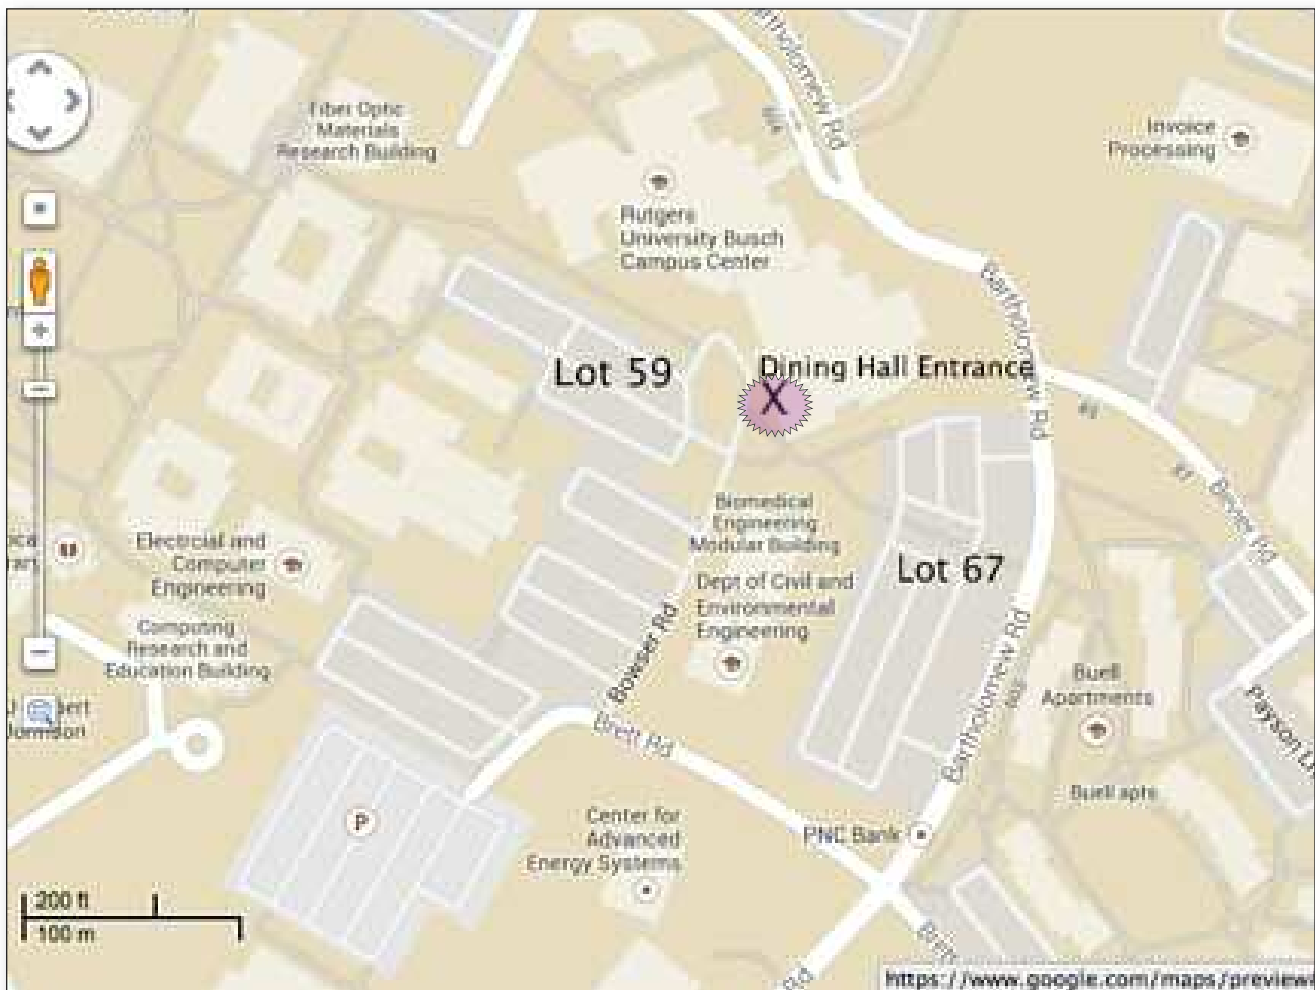 Bartholomew Rd
Fiber Optic
Materials
Research Building
Invoice
Processing
Rutgers
University Busch
Campus Center
Bartholomew Rd
Lot 59
Dining Hall Entrance
X
Biomedical
Engineering
Modular Building
Bevier Rd
Electrcial and
Computer
Engineering
Lot 67
Dept of Civil and
Environmental
Engineering
Computing
Research and
Education Building
Bowser Rd
Bartholomew Rd
Buell
Apartments
Brett Rd
Payson
Buell apts
P
Center for
Advanced
Energy Systems
PNC Bank
200 ft
100 m
Rd
https://www.google.com/maps/preview